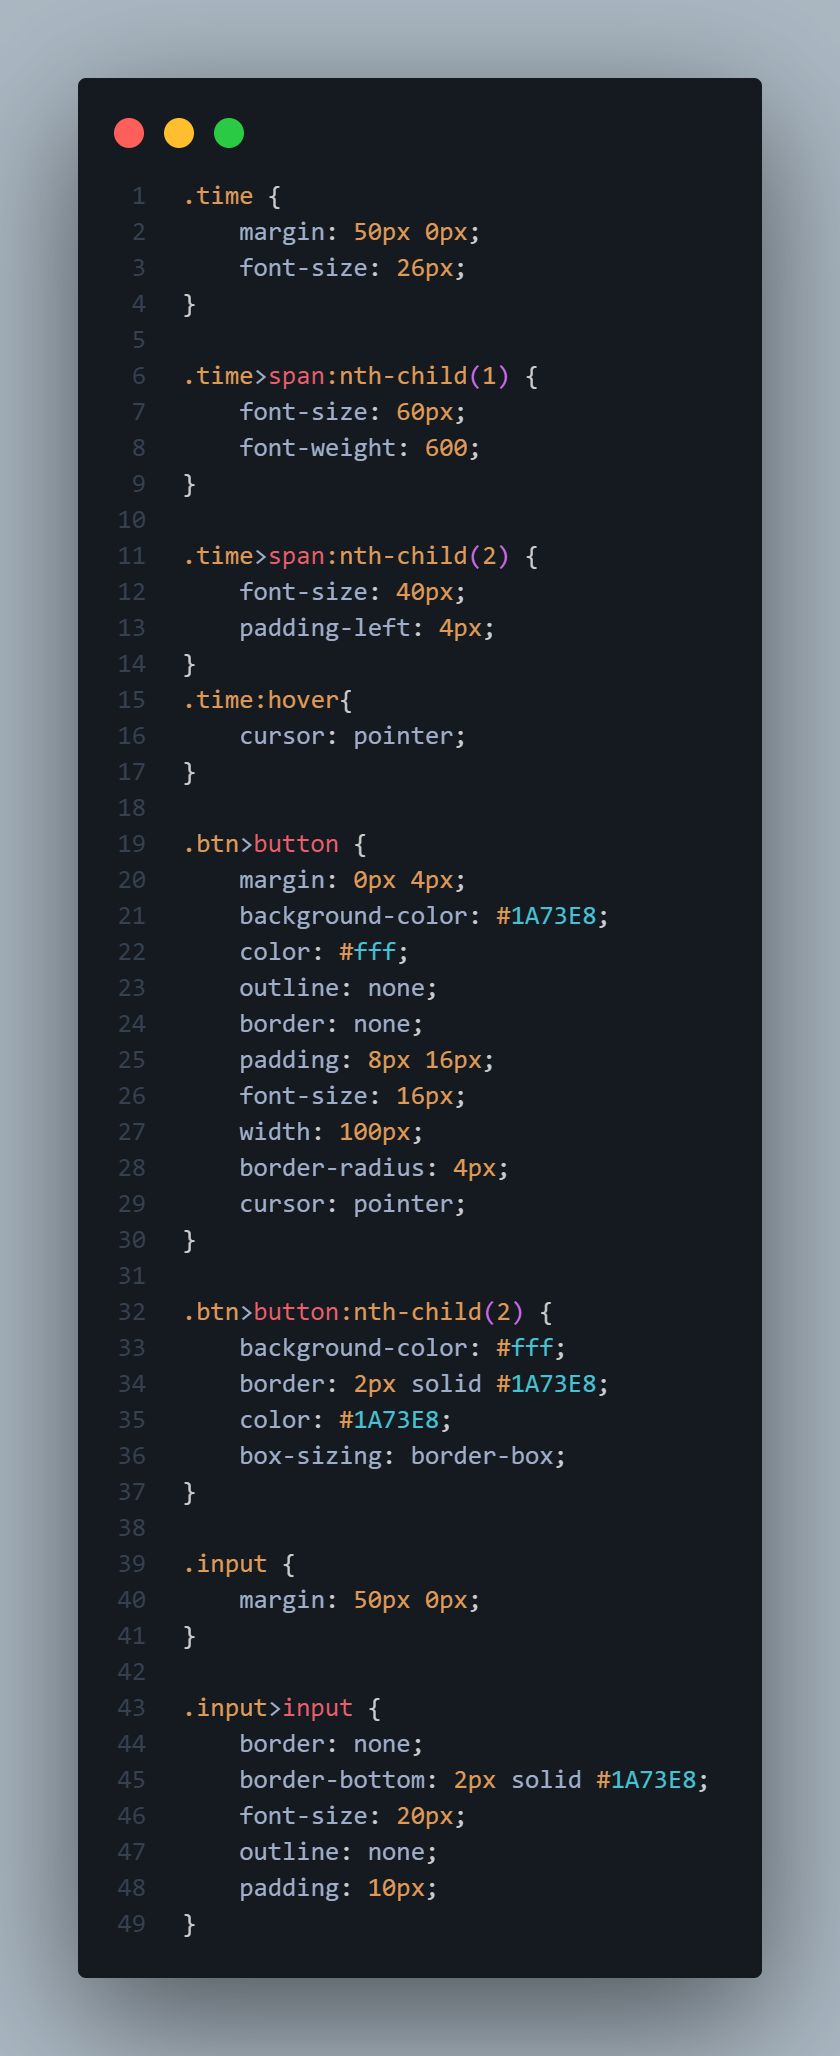 1 .time {
2     margin: 50px 0px;
3     font-size: 26px;
4 }
5
6 .time>span:nth-child(1) {
7     font-size: 60px;
8     font-weight: 600;
9 }
10
11 .time>span:nth-child(2) {
12     font-size: 40px;
13     padding-left: 4px;
14 }
15 .time:hover{
16     cursor: pointer;
17 }
18
19 .btn>button {
20     margin: 0px 4px;
21     background-color: #1A73E8;
22     color: #fff;
23     outline: none;
24     border: none;
25     padding: 8px 16px;
26     font-size: 16px;
27     width: 100px;
28     border-radius: 4px;
29     cursor: pointer;
30 }
31
32 .btn>button:nth-child(2) {
33     background-color: #fff;
34     border: 2px solid #1A73E8;
35     color: #1A73E8;
36     box-sizing: border-box;
37 }
38
39 .input {
40     margin: 50px 0px;
41 }
42
43 .input>input {
44     border: none;
45     border-bottom: 2px solid #1A73E8;
46     font-size: 20px;
47     outline: none;
48     padding: 10px;
49 }